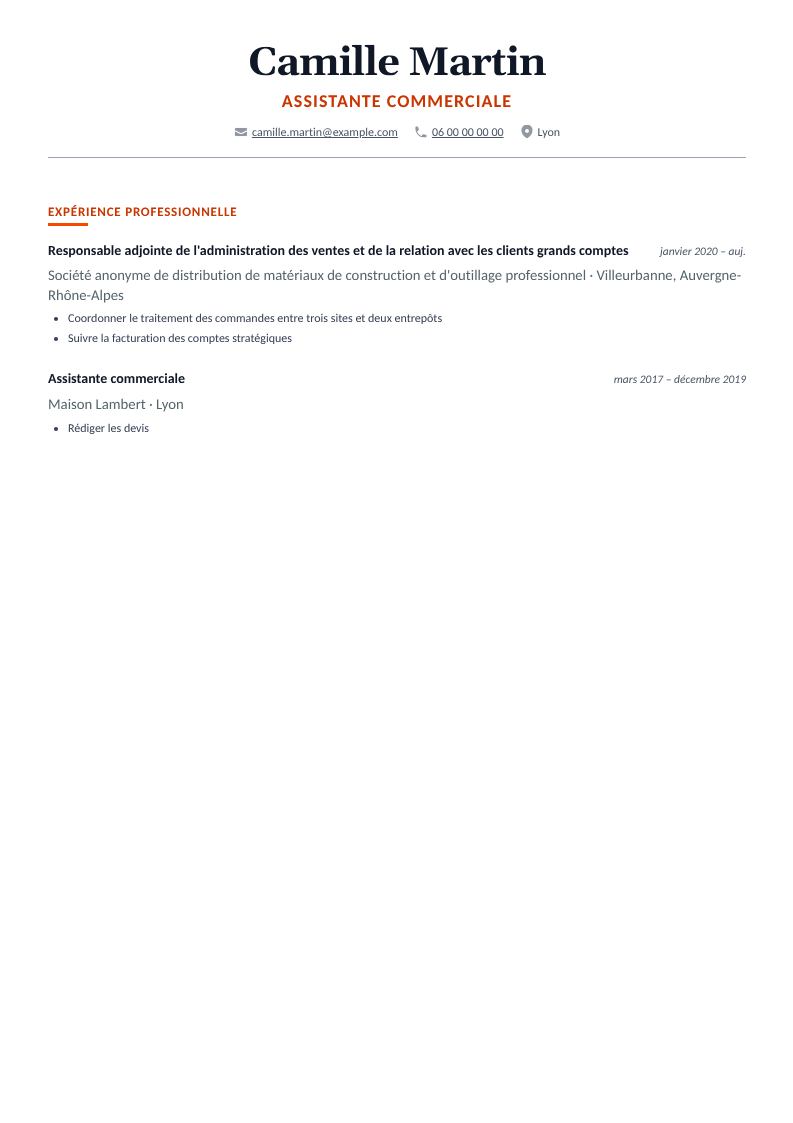 Camille Martin
ASSISTANTE COMMERCIALE
camille.martin@example.com 06 00 00 00 00 Lyon
EXPÉRIENCE PROFESSIONNELLE
Responsable adjointe de l'administration des ventes et de la relation avec les clients grands comptes janvier 2020 – auj.
Société anonyme de distribution de matériaux de construction et d'outillage professionnel · Villeurbanne, Auvergne-
Rhône-Alpes
• Coordonner le traitement des commandes entre trois sites et deux entrepôts
• Suivre la facturation des comptes stratégiques
Assistante commerciale mars 2017 – décembre 2019
Maison Lambert · Lyon
• Rédiger les devis